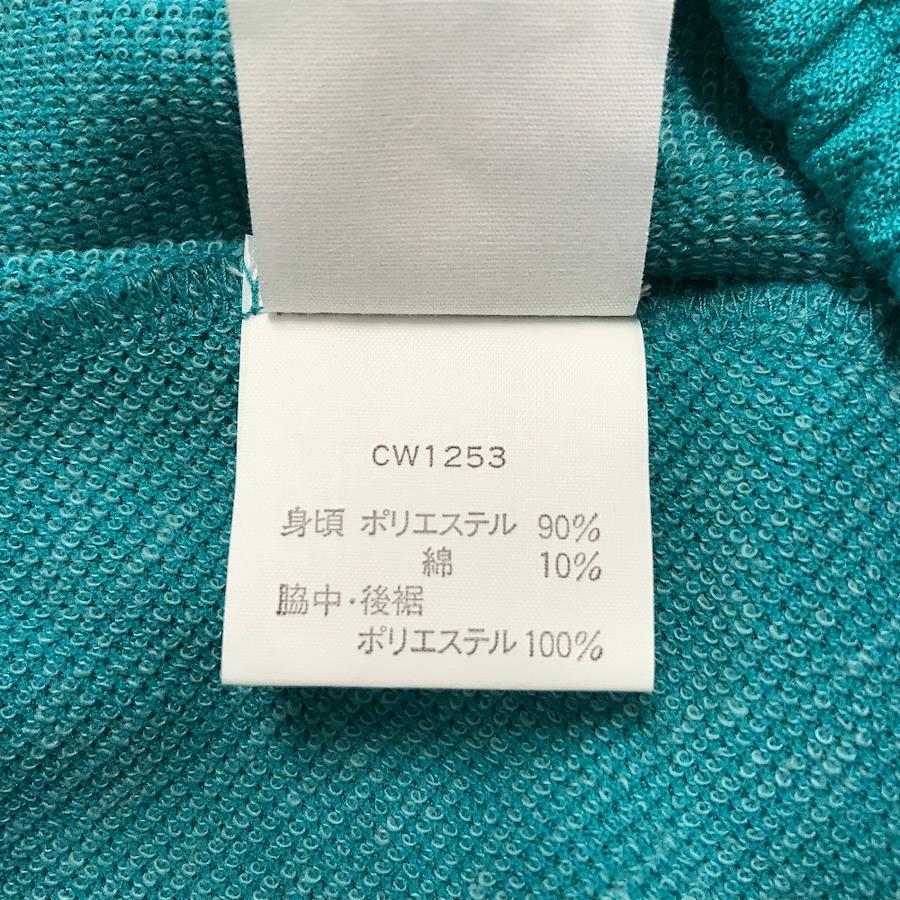 CW1253
身頃 ポリエステル 90%
綿 10%
脇中・後裾
ポリエステル 100%